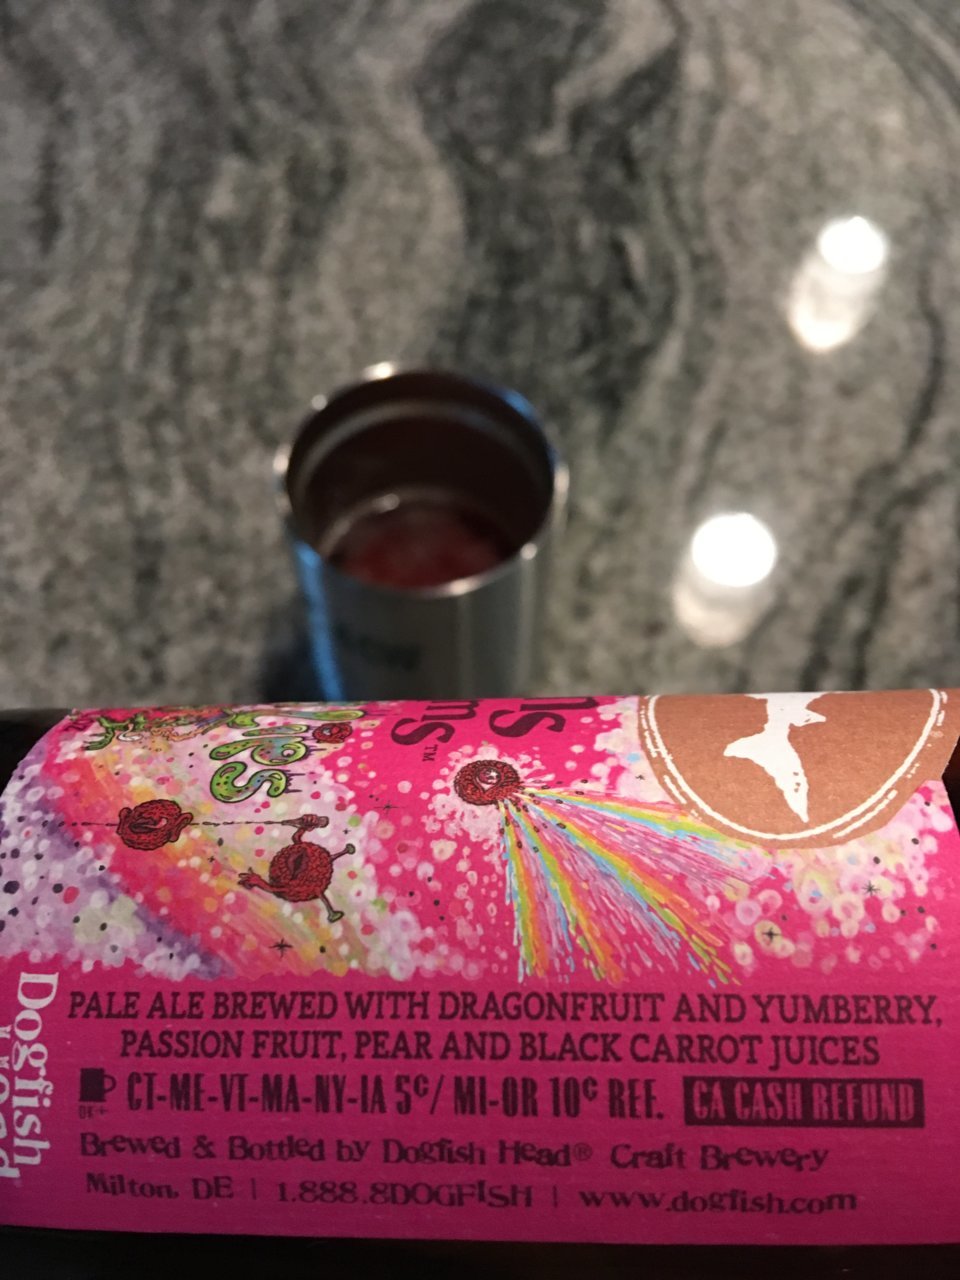 PALE ALE BREWED WITH DRAGONFRUIT AND YUMBERRY,
PASSION FRUIT, PEAR AND BLACK CARROT JUICES
DE+ CT-ME-VT-MA-NY-IA 5¢/ MI-OR 10¢ REF. CA CASH REFUND
Brewed & Bottled by Dogfish Head® Craft Brewery
Milton, DE | 1.888.8DOGFISH | www.dogfish.com
Dogfish